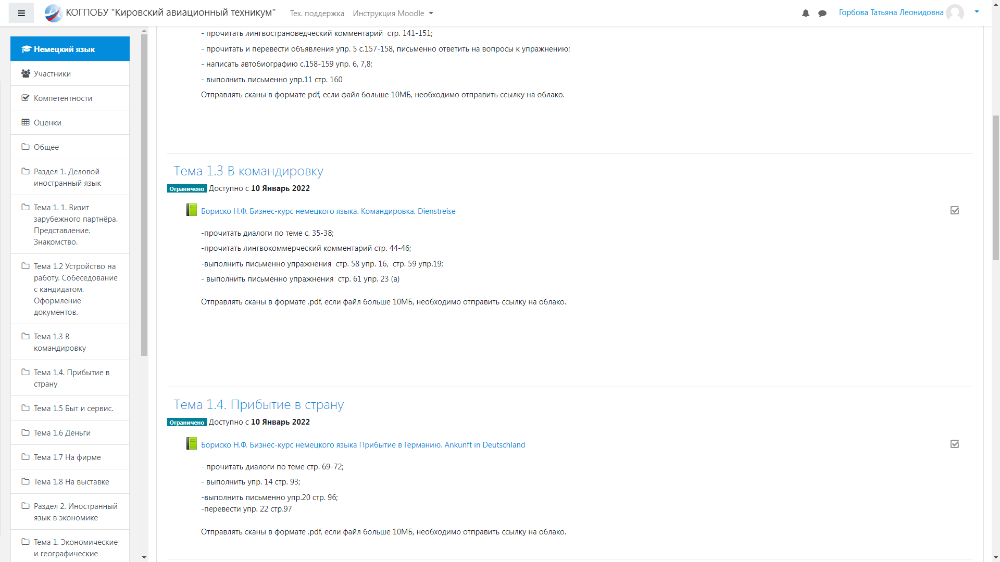 КОГПОБУ "Кировский авиационный техникум"
Тех. поддержка
Инструкция Moodle
Горбова Татьяна Леонидовна
Немецкий язык
Участники
Компетентности
Оценки
Общее
Раздел 1. Деловой
иностранный язык
Тема 1. 1. Визит
зарубежного партнёра.
Представление.
Знакомство.
Тема 1.2 Устройство на
работу. Собеседование
с кандидатом.
Оформление
документов.
Тема 1.3 В
командировку
Тема 1.4. Прибытие в
страну
Тема 1.5 Быт и сервис.
Тема 1.6 Деньги
Тема 1.7 На фирме
Тема 1.8 На выставке
Раздел 2. Иностранный
язык в экономике
Тема 1. Экономические
и географические
- прочитать лингвострановедческий комментарий  стр. 141-151;
- прочитать и перевести объявления упр. 5 с.157-158, письменно ответить на вопросы к упражнению;
- написать автобиографию с.158-159 упр. 6, 7,8;
- выполнить письменно упр.11 стр. 160
Отправлять сканы в формате pdf, если файл больше 10МБ, необходимо отправить ссылку на облако.
Тема 1.3 В командировку
Ограничено Доступно с 10 Январь 2022
Бориско Н.Ф. Бизнес-курс немецкого языка. Командировка. Dienstreise
-прочитать диалоги по теме с. 35-38;
-прочитать лингвокоммерческий комментарий стр. 44-46;
-выполнить письменно упражнения  стр. 58 упр. 16,  стр. 59 упр.19;
- выполнить письменно упражнения  стр. 61 упр. 23 (а)
Отправлять сканы в формате .pdf, если файл больше 10МБ, необходимо отправить ссылку на облако.
Тема 1.4. Прибытие в страну
Ограничено Доступно с 10 Январь 2022
Бориско Н.Ф. Бизнес-курс немецкого языка Прибытие в Германию. Ankunft in Deutschland
- прочитать диалоги по теме стр. 69-72;
- выполнить упр. 14 стр. 93;
-выполнить письменно упр.20 стр. 96;
-перевести упр. 22 стр.97
Отправлять сканы в формате .pdf, если файл больше 10МБ, необходимо отправить ссылку на облако.